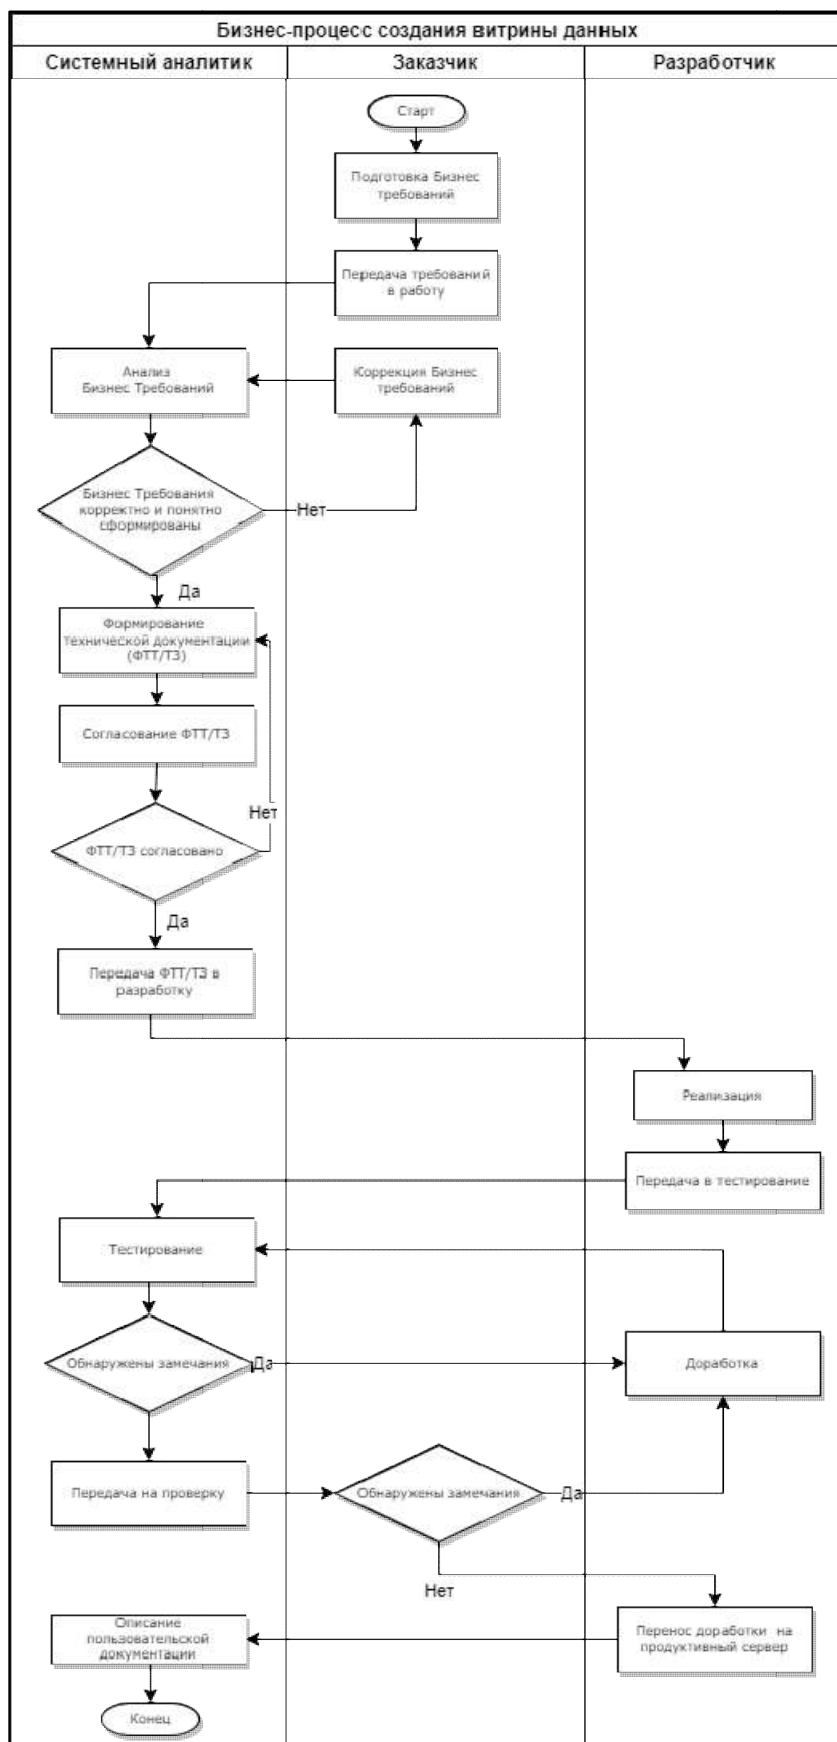 Бизнес-процесс создания витрины данных
Системный аналитик
Заказчик
Разработчик
Старт
Подготовка Бизнес
требований
Передача требований
в работу
Анализ
Бизнес Требований
Коррекция Бизнес
требований
Бизнес Требования
корректно и понятно
сформированы
Нет
Да
Формирование
технической документации
(ФТТ/ТЗ)
Согласование ФТТ/ТЗ
Нет
ФТТ/ТЗ согласовано
Да
Передача ФТТ/ТЗ в
разработку
Реализация
Передача в тестирование
Тестирование
Обнаружены замечания
Да
Доработка
Передача на проверку
Обнаружены замечания
Да
Нет
Описание
пользовательской
документации
Перенос доработки на
продуктивный сервер
Конец